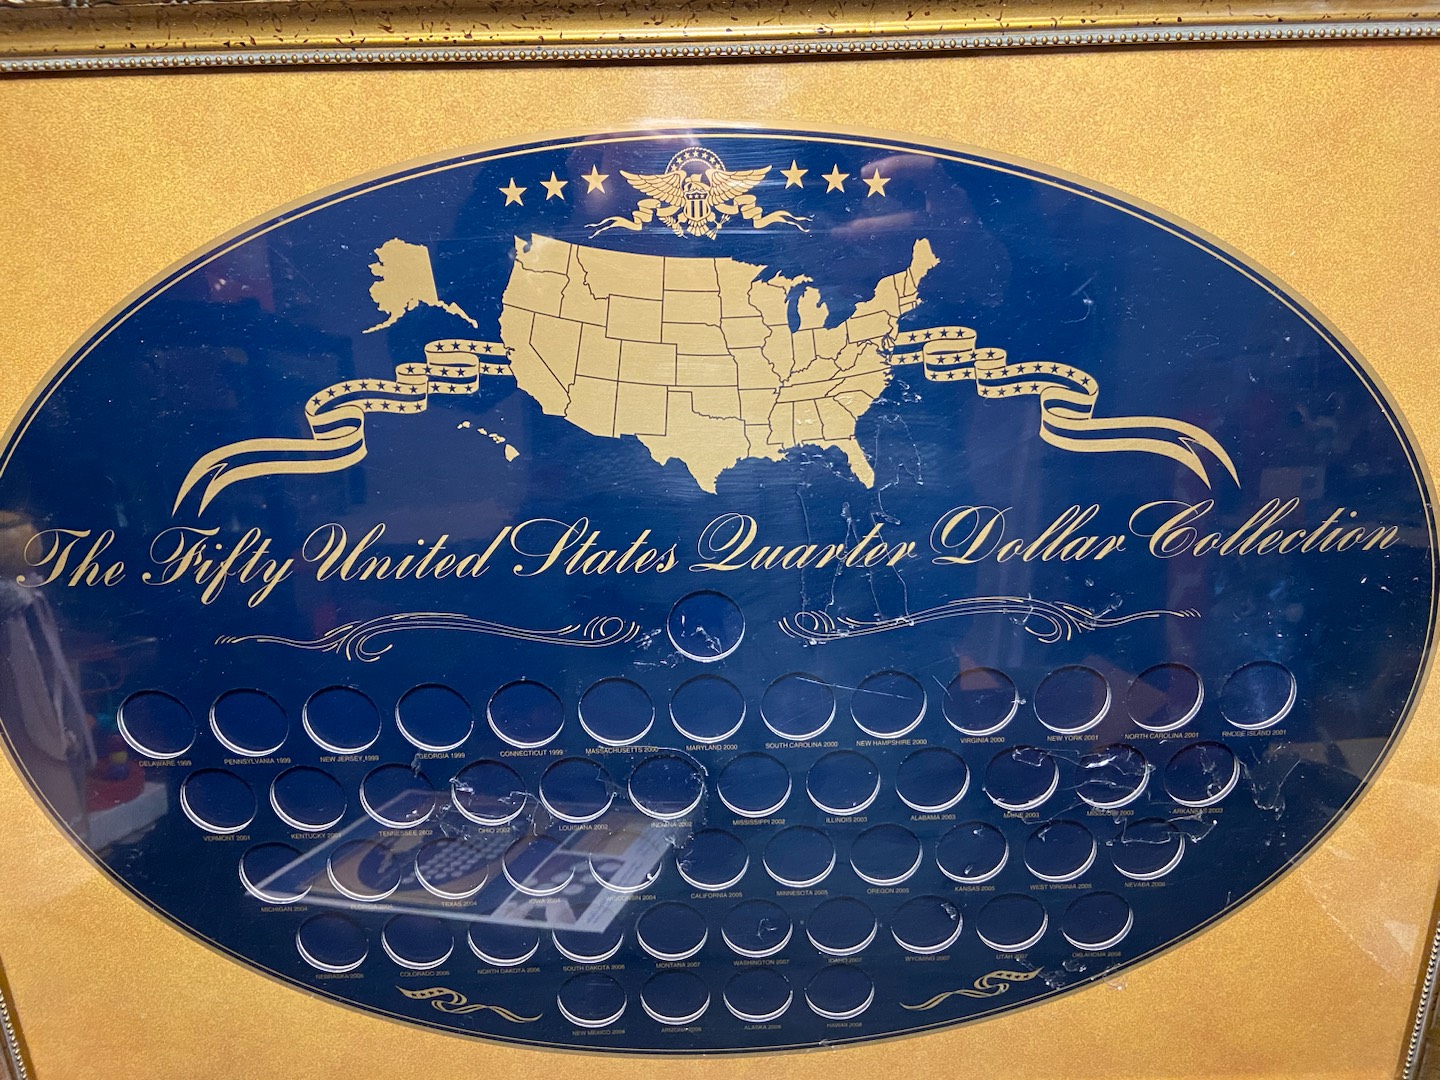 The Fifty United States Quarter Dollar Collection
DELAWARE 1999 PENNSYLVANIA 1999 NEW JERSEY 1999 GEORGIA 1999 CONNECTICUT 1999 MASSACHUSETTS 2000 MARYLAND 2000 SOUTH CAROLINA 2000 NEW HAMPSHIRE 2000 VIRGINIA 2000 NEW YORK 2001 NORTH CAROLINA 2001 RHODE ISLAND 2001
VERMONT 2001 KENTUCKY 2001 TENNESSEE 2002 OHIO 2002 LOUISIANA 2002 INDIANA 2002 MISSISSIPPI 2002 ILLINOIS 2003 ALABAMA 2003 MAINE 2003 MISSOURI 2003 ARKANSAS 2003
MICHIGAN 2004 FLORIDA 2004 TEXAS 2004 IOWA 2004 WISCONSIN 2004 CALIFORNIA 2005 MINNESOTA 2005 OREGON 2005 KANSAS 2005 WEST VIRGINIA 2005 NEVADA 2006
NEBRASKA 2006 COLORADO 2006 NORTH DAKOTA 2006 SOUTH DAKOTA 2006 MONTANA 2007 WASHINGTON 2007 IDAHO 2007 WYOMING 2007 UTAH 2007 OKLAHOMA 2008
NEW MEXICO 2008 ARIZONA 2008 ALASKA 2008 HAWAII 2008